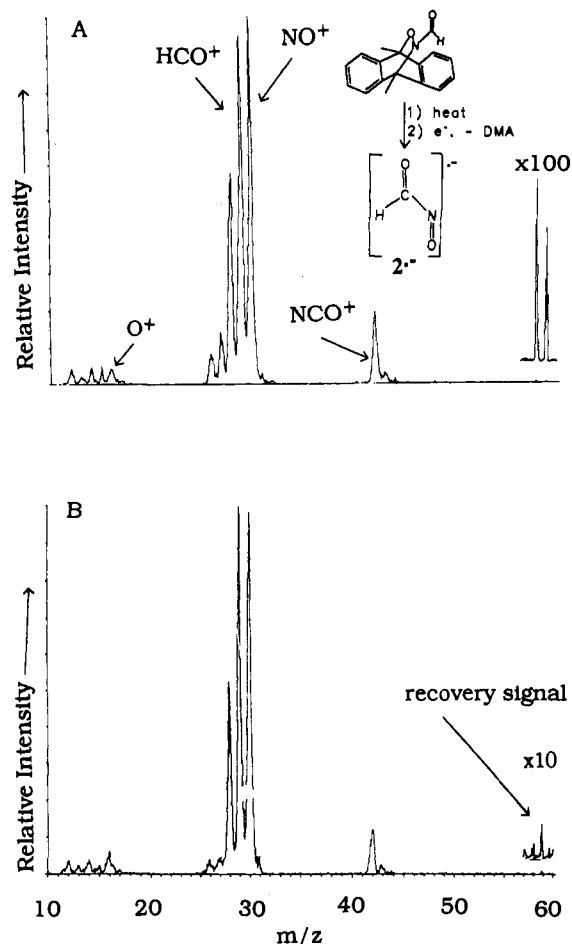 A
HCO⁺
NO⁺
O
O
N
H
1) heat
2) e⁻, - DMA
x100
O
H
C
N
O
•-
2•-
O⁺
NCO⁺
Relative Intensity
B
recovery signal
x10
Relative Intensity
10 20 30 40 50 60
m/z